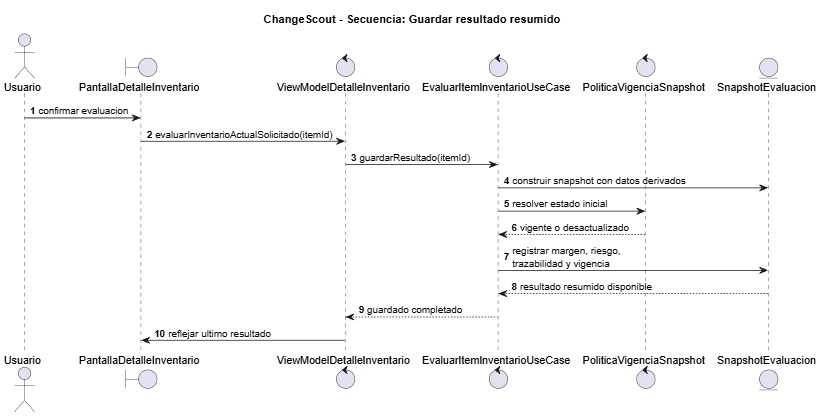 ChangeScout - Secuencia: Guardar resultado resumido
Usuario
PantallaDetalleInventario
ViewModelDetalleInventario
EvaluarItemInventarioUseCase
PoliticaVigenciaSnapshot
SnapshotEvaluacion
1 confirmar evaluacion
2 evaluarInventarioActualSolicitado(itemId)
3 guardarResultado(itemId)
4 construir snapshot con datos derivados
5 resolver estado inicial
6 vigente o desactualizado
7 registrar margen, riesgo,
trazabilidad y vigencia
8 resultado resumido disponible
9 guardado completado
10 reflejar ultimo resultado
Usuario
PantallaDetalleInventario
ViewModelDetalleInventario
EvaluarItemInventarioUseCase
PoliticaVigenciaSnapshot
SnapshotEvaluacion